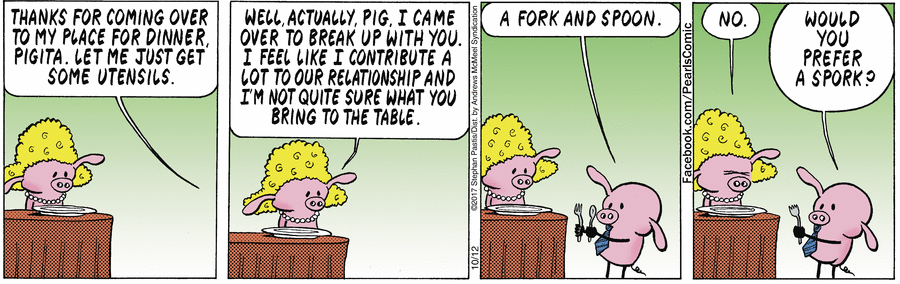 THANKS FOR COMING OVER
TO MY PLACE FOR DINNER,
PIGITA. LET ME JUST GET
SOME UTENSILS.
WELL, ACTUALLY, PIG, I CAME
OVER TO BREAK UP WITH YOU.
I FEEL LIKE I CONTRIBUTE A
LOT TO OUR RELATIONSHIP AND
I'M NOT QUITE SURE WHAT YOU
BRING TO THE TABLE.
©2017 Stephan Pastis/Dist. by Andrews McMeel Syndication
10/12
A FORK AND SPOON.
Facebook.com/PearlsComic
NO.
WOULD
YOU
PREFER
A SPORK?